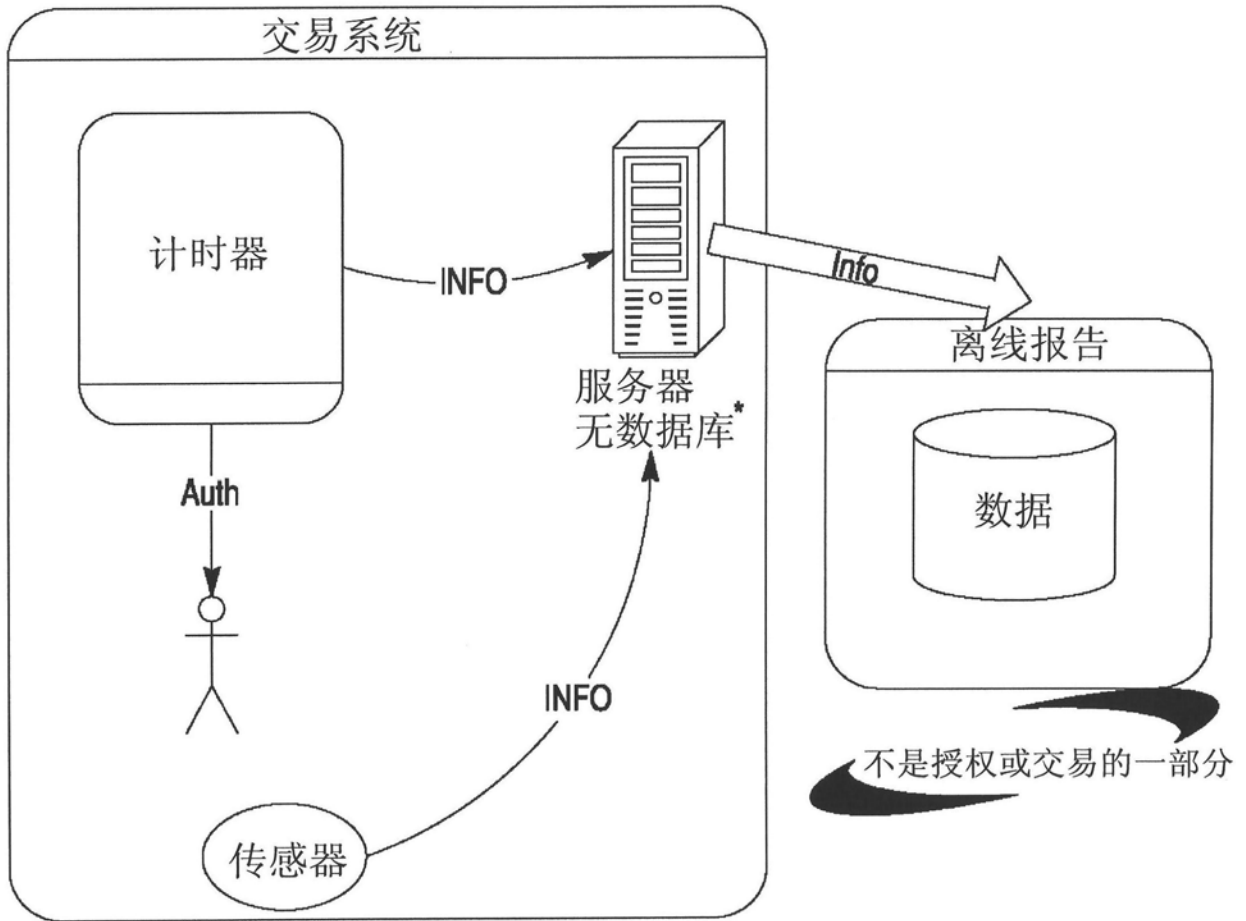 交易系统
计时器
INFO
Info
离线报告
服务器
无数据库*
Auth
数据
INFO
不是授权或交易的一部分
传感器